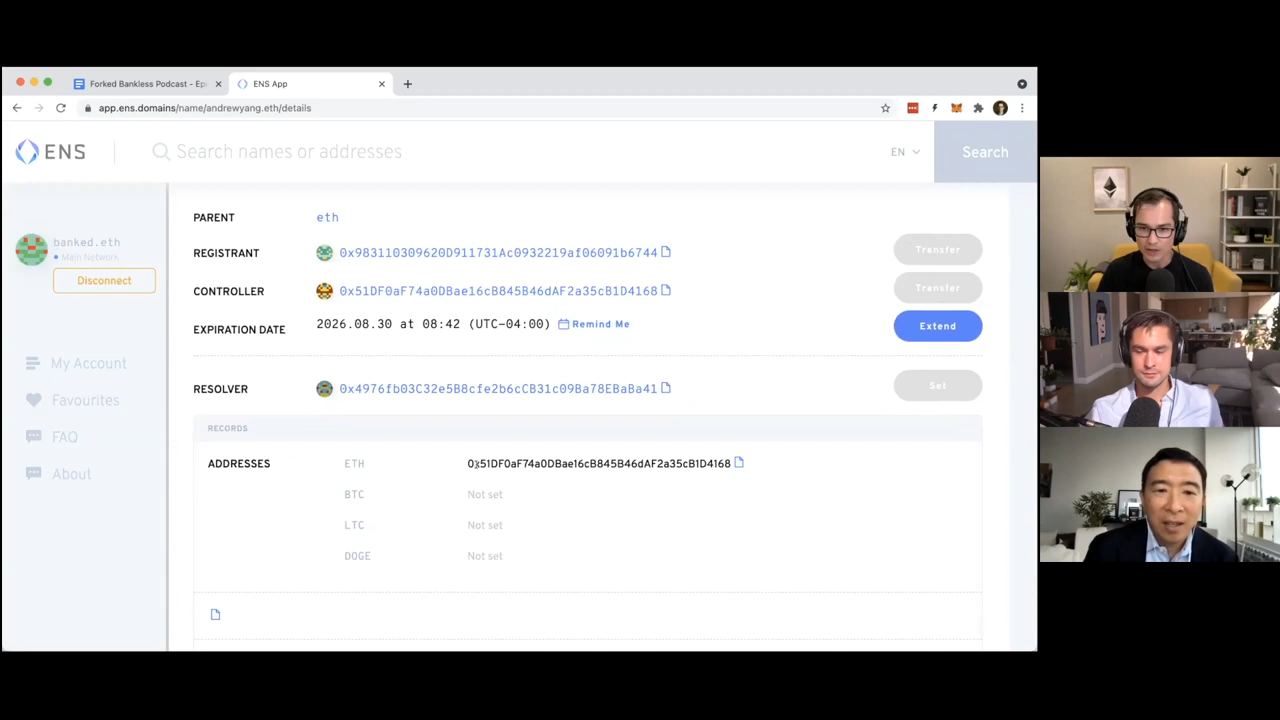 Forked Bankless Podcast - Epi
ENS App
app.ens.domains/name/andrewyang.eth/details
ENS
Search names or addresses
EN
Search
banked.eth
Main Network
Disconnect
My Account
Favourites
FAQ
About
PARENT eth
REGISTRANT 0x983110309620D911731Ac0932219af06091b6744 Transfer
CONTROLLER 0x51DF0aF74a0DBae16cB845B46dAF2a35cB1D4168 Transfer
EXPIRATION DATE 2026.08.30 at 08:42 (UTC-04:00) Remind Me Extend
RESOLVER 0x4976fb03C32e5B8cfe2b6cCB31c09Ba78EBaBa41 Set
RECORDS
ADDRESSES ETH 0x51DF0aF74a0DBae16cB845B46dAF2a35cB1D4168
BTC Not set
LTC Not set
DOGE Not set